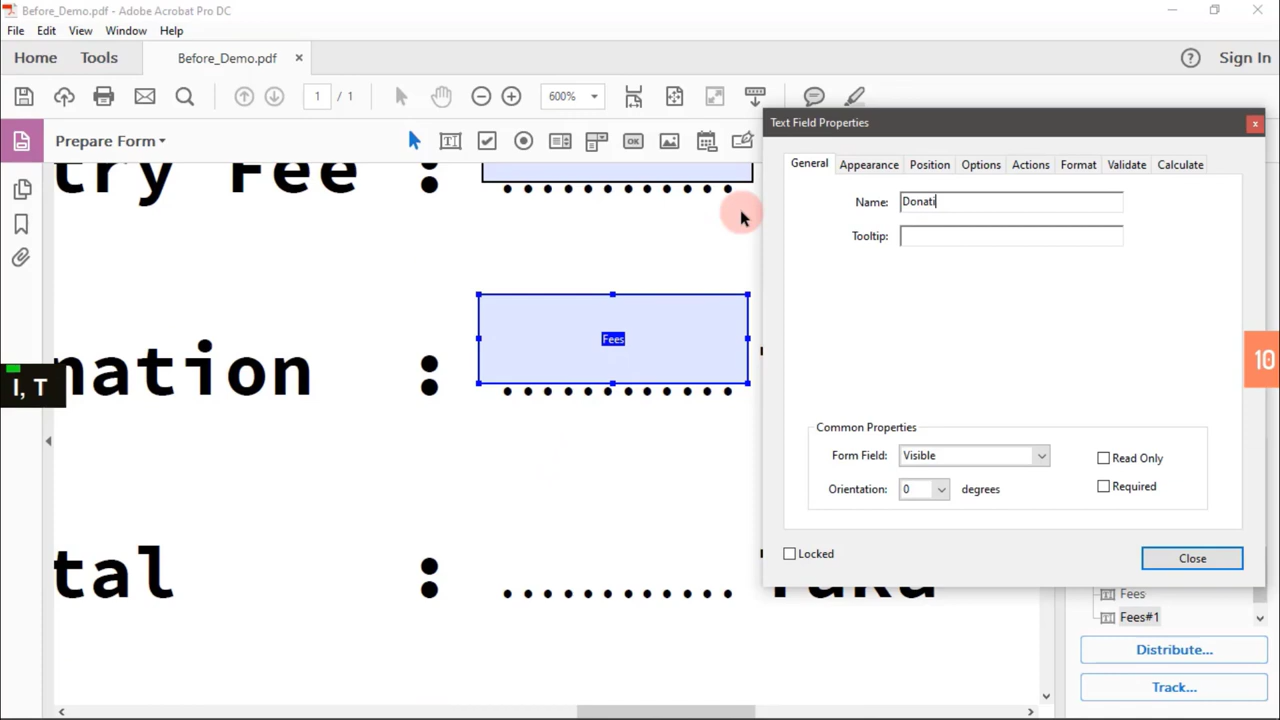 Before_Demo.pdf - Adobe Acrobat Pro DC
File Edit View Window Help
Home Tools Before_Demo.pdf × ? Sign In
1 / 1 600%
Prepare Form
Text Field Properties x
General Appearance Position Options Actions Format Validate Calculate
Name: Donati
Tooltip:
try Fee : ............
Fees
nation : ............
I, T
10
Common Properties
Form Field: Visible
Read Only
Orientation: 0 degrees
Required
Locked
Close
tal : ............ Taka
Fees
Fees#1
Distribute...
Track...